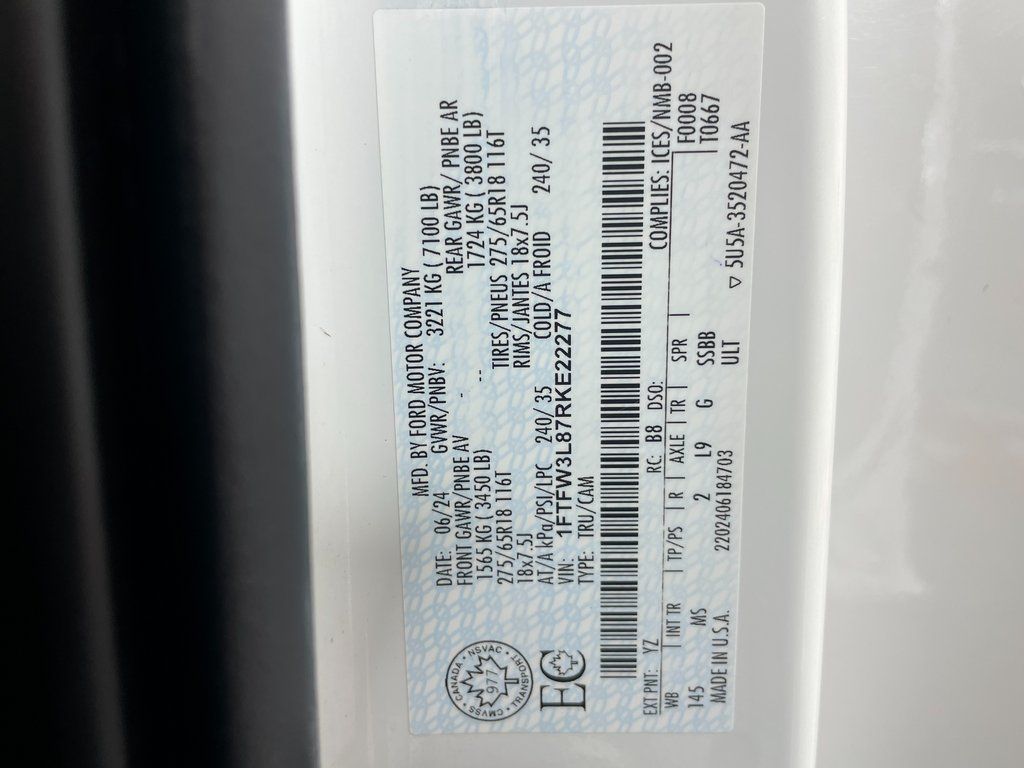 MFD. BY FORD MOTOR COMPANY
DATE: 06/24 GVWR/PNBV: 3221 KG ( 7100 LB)
FRONT GAWR/PNBE AV REAR GAWR/ PNBE AR
1565 KG ( 3450 LB) - -- 1724 KG ( 3800 LB)
275/65R18 116T TIRES/PNEUS 275/65R18 116T
18x7.5J RIMS/JANTES 18x7.5J
AT/A kPa/PSI/LPC 240/ 35 COLD/A FROID 240/ 35
VIN: 1FTFW3L87RKE22277
TYPE: TRU/CAM
CANADA • NSVAC • TRANSPORT • CMVSS •
977
EC
COMPLIES: ICES/NMB-002
EXT PNT: YZ RC: B8 DSO: F0008
WB | INT TR | TP/PS | R | AXLE | TR | SPR | T0667
145 MS 2 L9 G SSBB
MADE IN U.S.A. 2202406184703 ULT
▽ 5U5A-3520472-AA